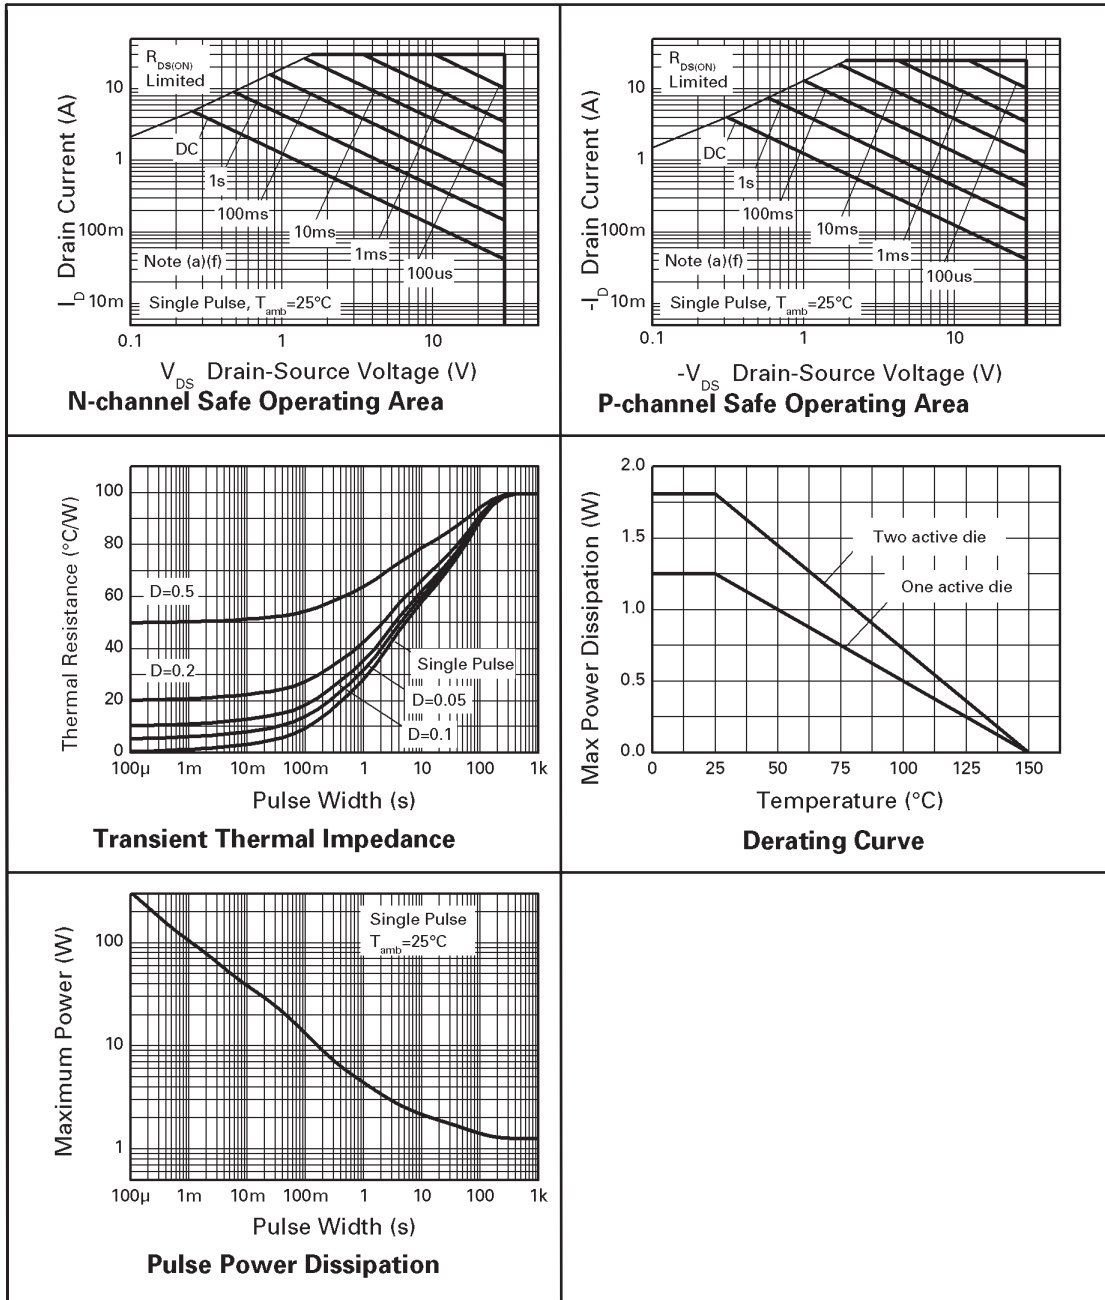 R DS(ON)
Limited
10
1
100m
10m
DC
1s
100ms
10ms
1ms
100us
Note (a)(f)
Single Pulse, Tamb=25°C
0.1 1 10
ID Drain Current (A)
VDS Drain-Source Voltage (V)
N-channel Safe Operating Area
RDS(ON)
Limited
10
1
100m
10m
DC
1s
100ms
10ms
1ms
100us
Note (a)(f)
Single Pulse, Tamb=25°C
0.1 1 10
-ID Drain Current (A)
-VDS Drain-Source Voltage (V)
P-channel Safe Operating Area
100
80
60
40
20
0
D=0.5
D=0.2
Single Pulse
D=0.05
D=0.1
100µ 1m 10m 100m 1 10 100 1k
Thermal Resistance (°C/W)
Pulse Width (s)
Transient Thermal Impedance
2.0
1.5
1.0
0.5
0.0
Two active die
One active die
0 25 50 75 100 125 150
Max Power Dissipation (W)
Temperature (°C)
Derating Curve
100
10
1
Single Pulse
Tamb=25°C
100µ 1m 10m 100m 1 10 100 1k
Maximum Power (W)
Pulse Width (s)
Pulse Power Dissipation